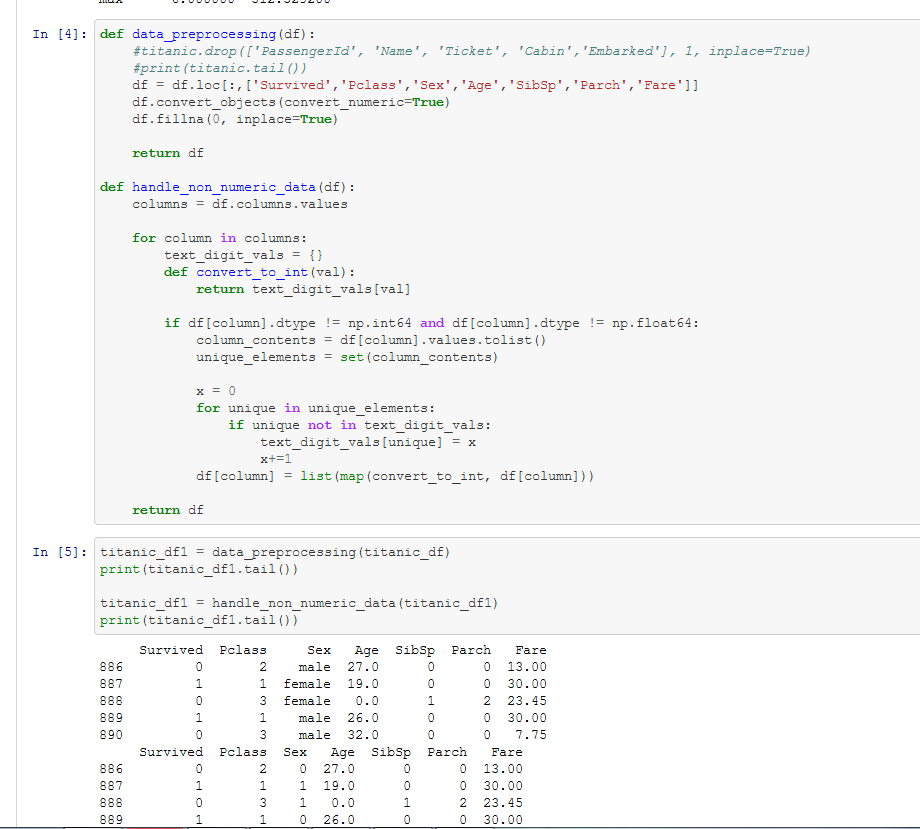 max 0.000000 512.329200
In [4]: def data_preprocessing(df):
#titanic.drop(['PassengerId', 'Name', 'Ticket', 'Cabin','Embarked'], 1, inplace=True)
#print(titanic.tail())
df = df.loc[:,['Survived','Pclass','Sex','Age','SibSp','Parch','Fare']]
df.convert_objects(convert_numeric=True)
df.fillna(0, inplace=True)
return df
def handle_non_numeric_data(df):
columns = df.columns.values
for column in columns:
text_digit_vals = {}
def convert_to_int(val):
return text_digit_vals[val]
if df[column].dtype != np.int64 and df[column].dtype != np.float64:
column_contents = df[column].values.tolist()
unique_elements = set(column_contents)
x = 0
for unique in unique_elements:
if unique not in text_digit_vals:
text_digit_vals[unique] = x
x+=1
df[column] = list(map(convert_to_int, df[column]))
return df
In [5]: titanic_df1 = data_preprocessing(titanic_df)
print(titanic_df1.tail())
titanic_df1 = handle_non_numeric_data(titanic_df1)
print(titanic_df1.tail())
Survived Pclass Sex Age SibSp Parch Fare
886 0 2 male 27.0 0 0 13.00
887 1 1 female 19.0 0 0 30.00
888 0 3 female 0.0 1 2 23.45
889 1 1 male 26.0 0 0 30.00
890 0 3 male 32.0 0 0 7.75
Survived Pclass Sex Age SibSp Parch Fare
886 0 2 0 27.0 0 0 13.00
887 1 1 1 19.0 0 0 30.00
888 0 3 1 0.0 1 2 23.45
889 1 1 0 26.0 0 0 30.00